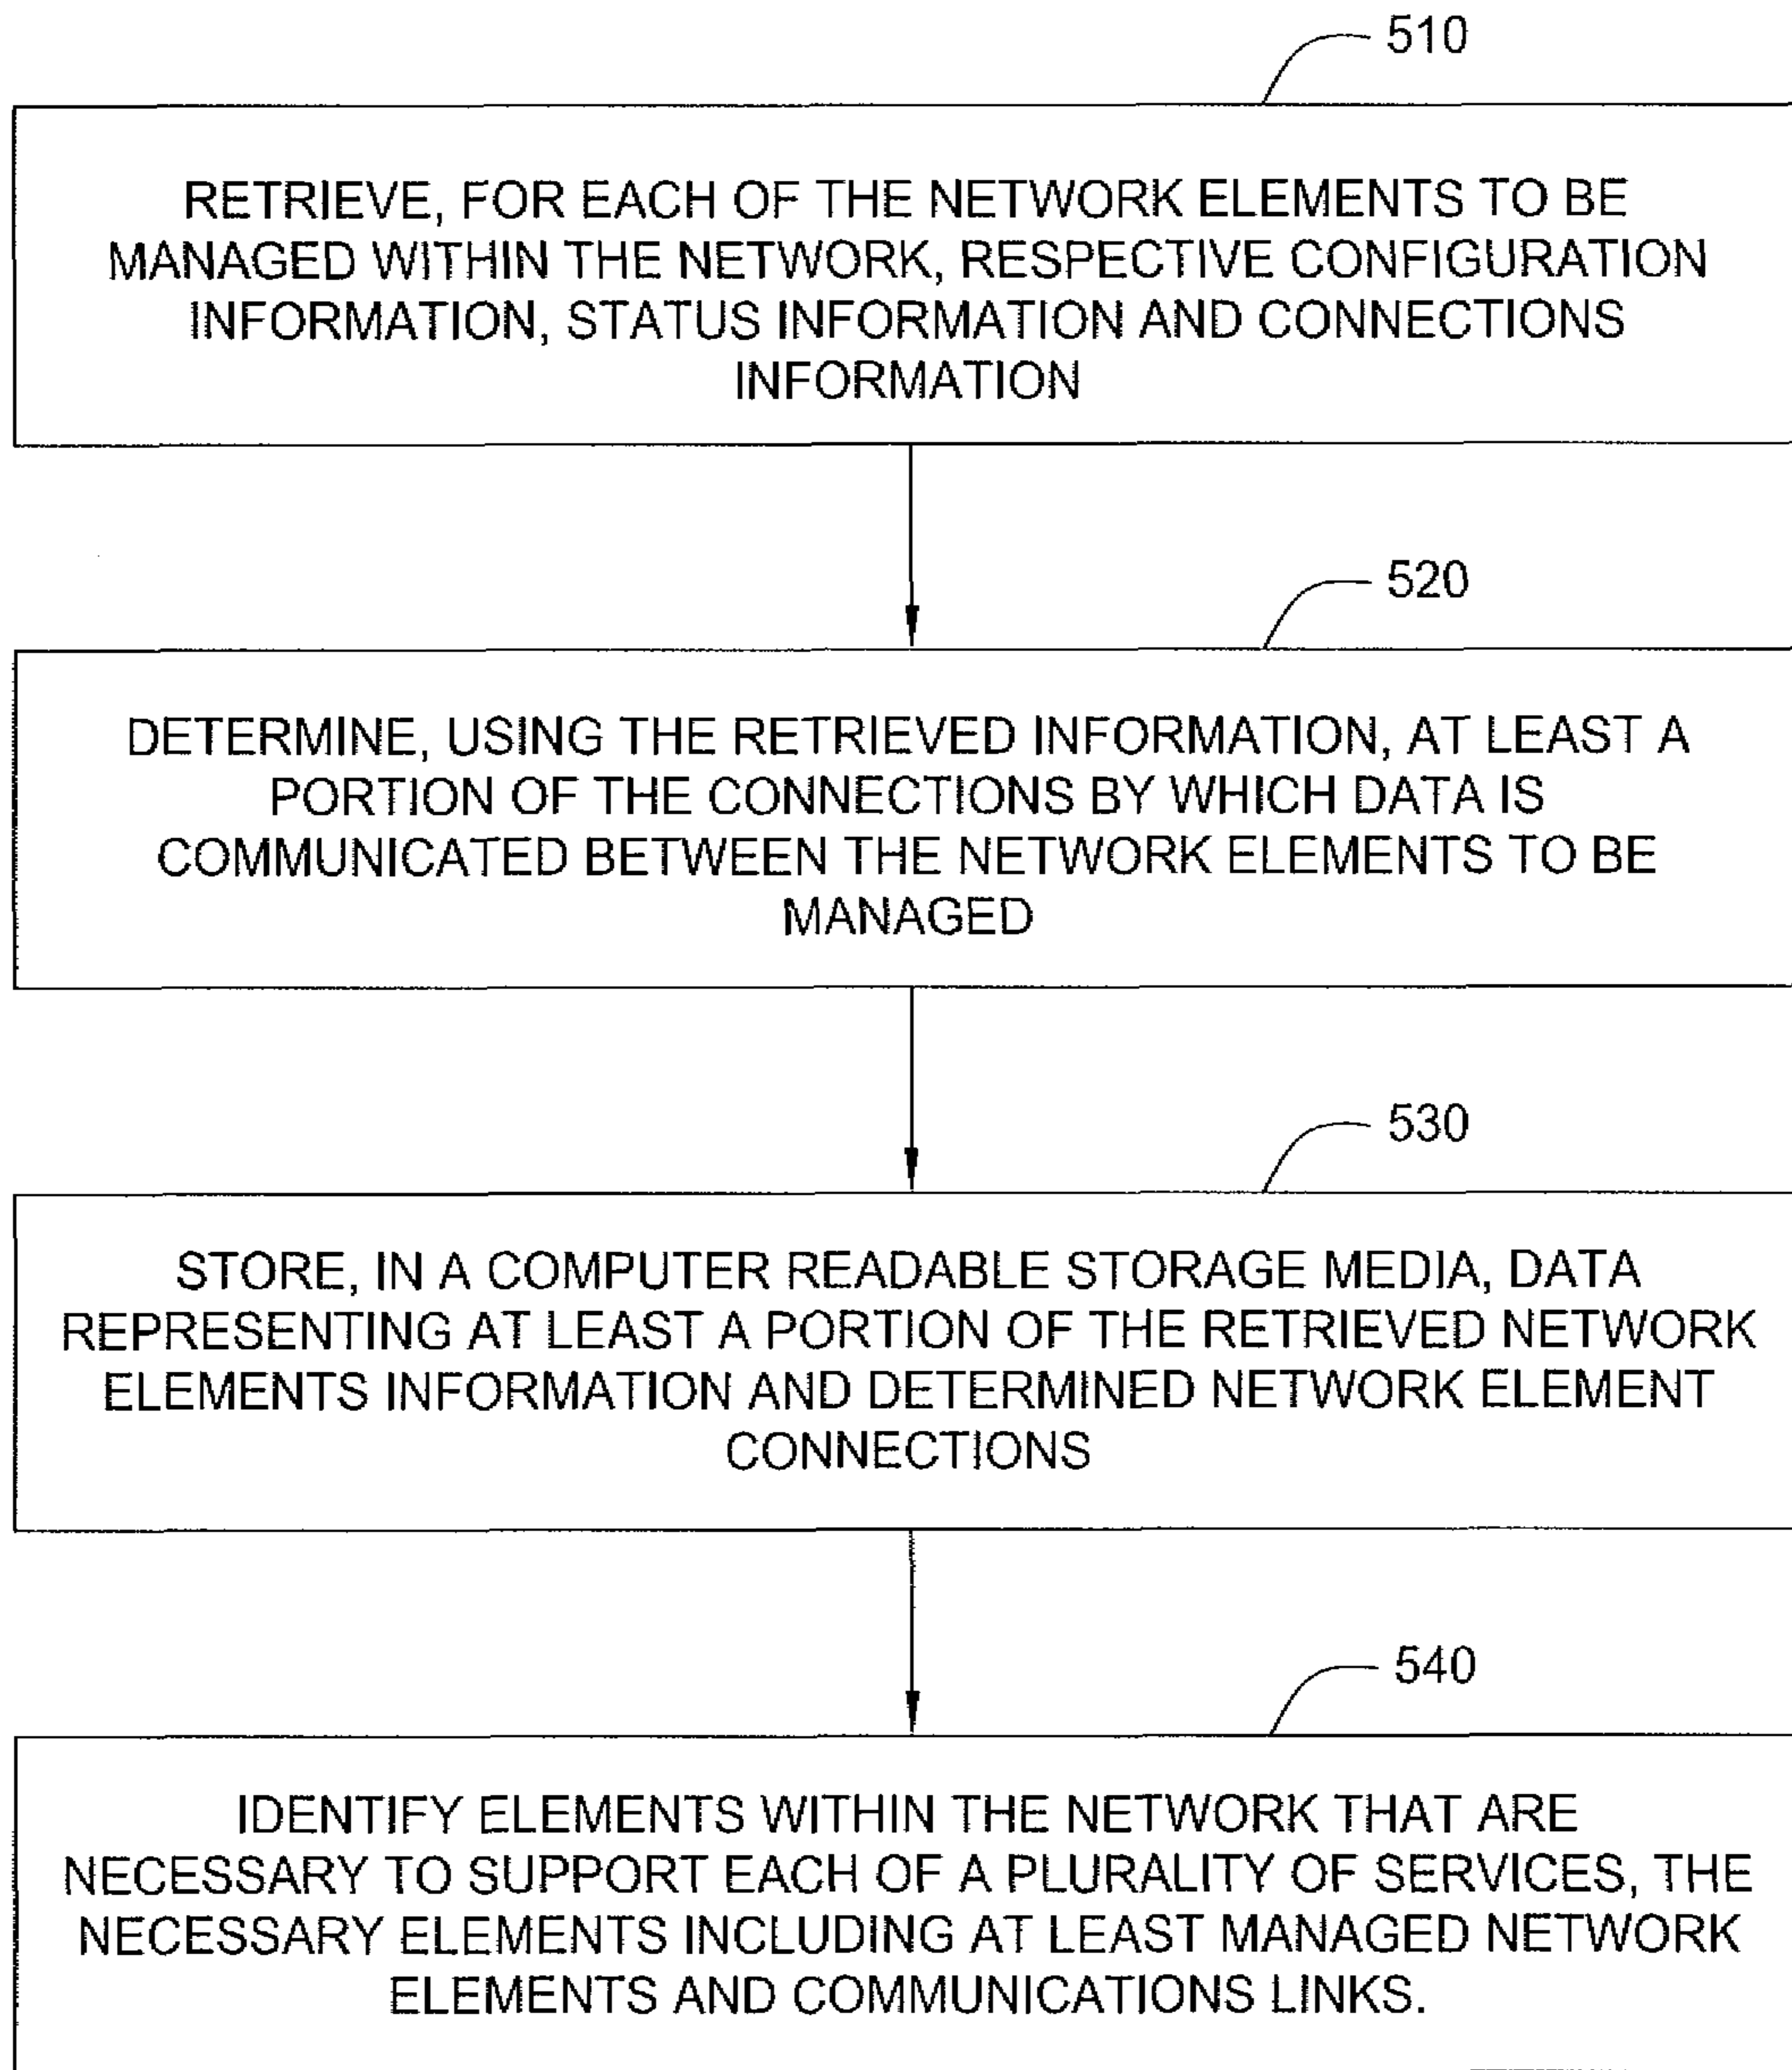 510
RETRIEVE, FOR EACH OF THE NETWORK ELEMENTS TO BE
MANAGED WITHIN THE NETWORK, RESPECTIVE CONFIGURATION
INFORMATION, STATUS INFORMATION AND CONNECTIONS
INFORMATION
520
DETERMINE, USING THE RETRIEVED INFORMATION, AT LEAST A
PORTION OF THE CONNECTIONS BY WHICH DATA IS
COMMUNICATED BETWEEN THE NETWORK ELEMENTS TO BE
MANAGED
530
STORE, IN A COMPUTER READABLE STORAGE MEDIA, DATA
REPRESENTING AT LEAST A PORTION OF THE RETRIEVED NETWORK
ELEMENTS INFORMATION AND DETERMINED NETWORK ELEMENT
CONNECTIONS
540
IDENTIFY ELEMENTS WITHIN THE NETWORK THAT ARE
NECESSARY TO SUPPORT EACH OF A PLURALITY OF SERVICES, THE
NECESSARY ELEMENTS INCLUDING AT LEAST MANAGED NETWORK
ELEMENTS AND COMMUNICATIONS LINKS.